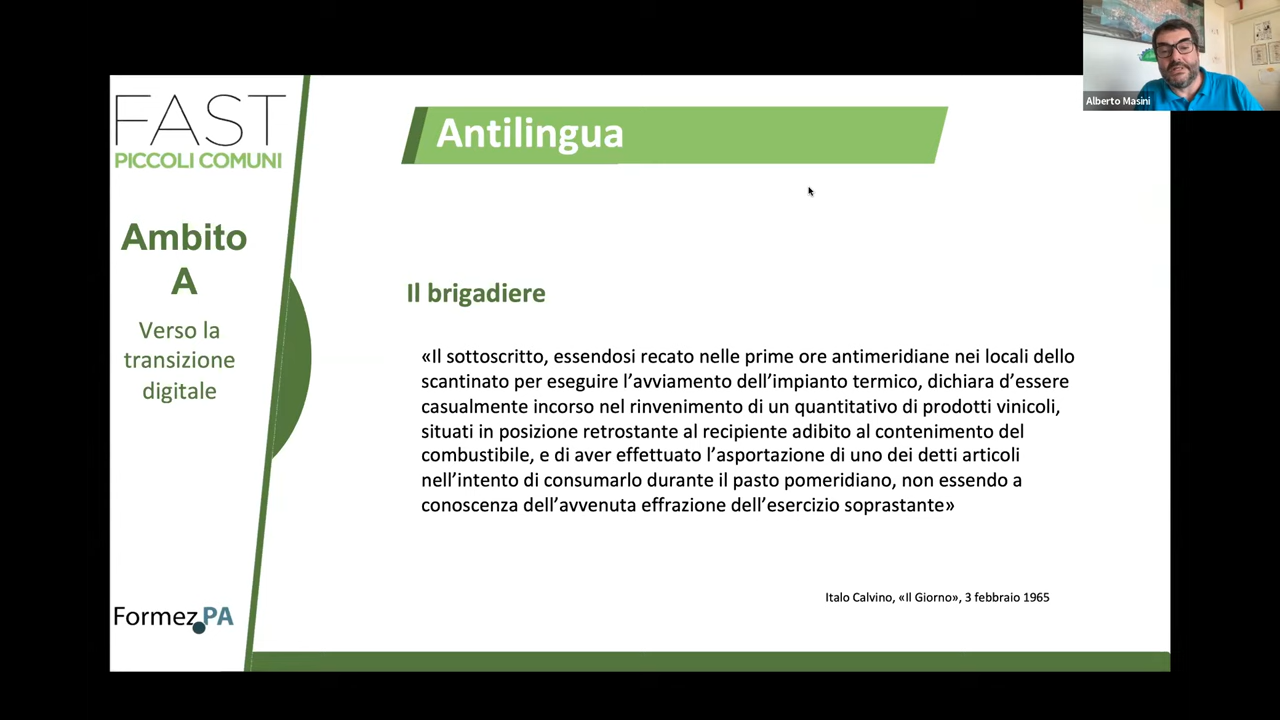 FAST
PICCOLI COMUNI
Ambito
A
Verso la
transizione
digitale
Formez PA
Antilingua
Il brigadiere
«Il sottoscritto, essendosi recato nelle prime ore antimeridiane nei locali dello
scantinato per eseguire l’avviamento dell’impianto termico, dichiara d’essere
casualmente incorso nel rinvenimento di un quantitativo di prodotti vinicoli,
situati in posizione retrostante al recipiente adibito al contenimento del
combustibile, e di aver effettuato l’asportazione di uno dei detti articoli
nell’intento di consumarlo durante il pasto pomeridiano, non essendo a
conoscenza dell’avvenuta effrazione dell’esercizio soprastante»
Italo Calvino, «Il Giorno», 3 febbraio 1965
Alberto Masini